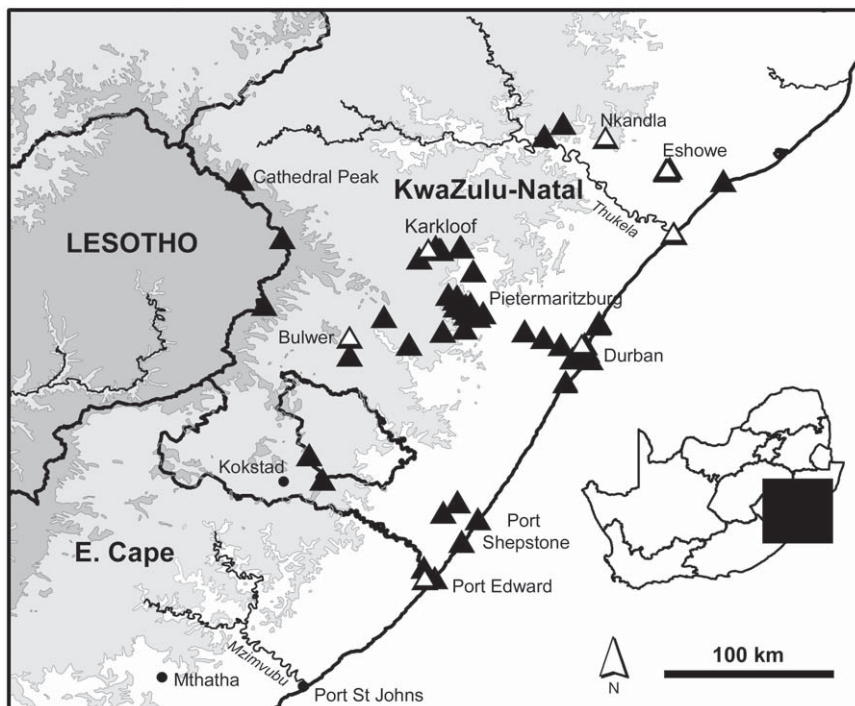 Nkandla
Eshowe
Cathedral Peak
KwaZulu-Natal
Thukela
LESOTHO
Karkloof
Pietermaritzburg
Bulwer
Durban
Kokstad
Port
Shepstone
E. Cape
Port Edward
Mzimvubu
Mthatha
Port St Johns
N
100 km